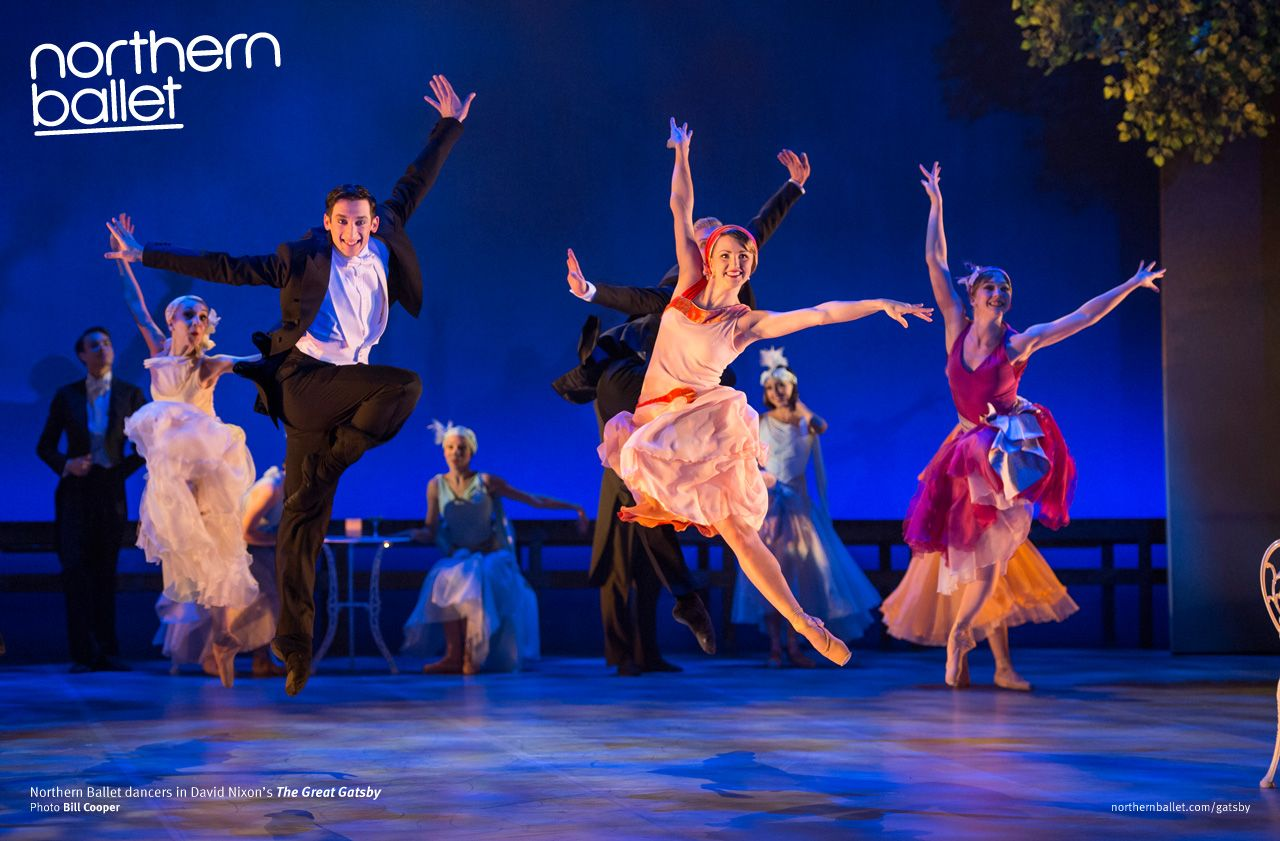 northern
ballet
Northern Ballet dancers in David Nixon's The Great Gatsby
Photo Bill Cooper
northernballet.com/gatsby